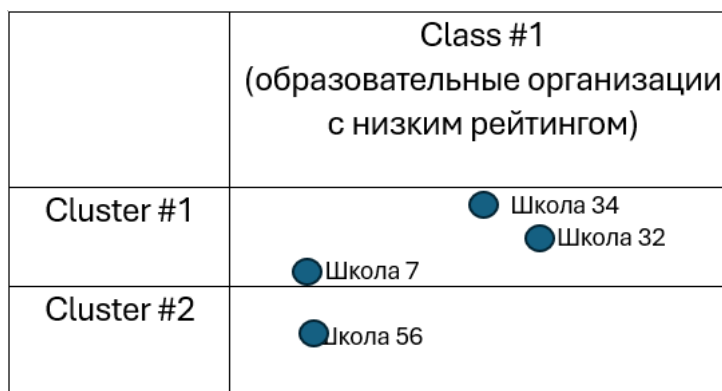 Class #1
(образовательные организации
с низким рейтингом)
Cluster #1
Школа 34
Школа 32
Школа 7
Cluster #2
Школа 56